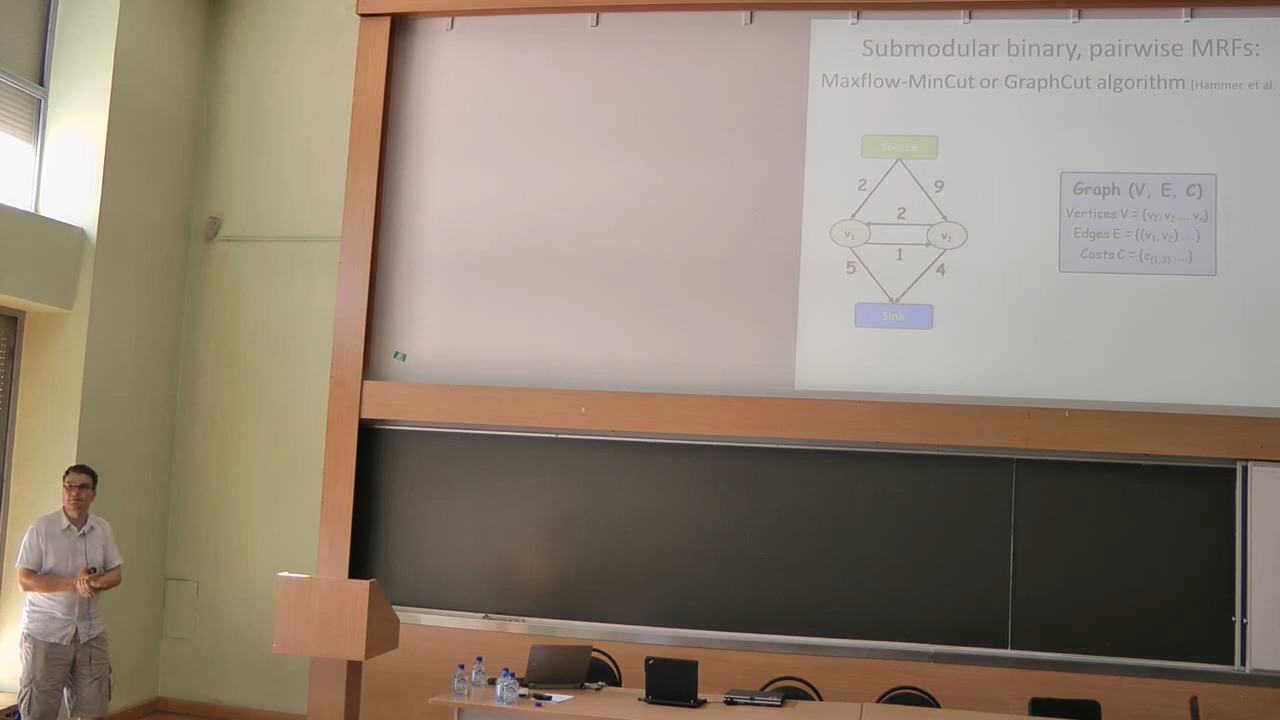 Submodular binary, pairwise MRFs:
Maxflow-MinCut or GraphCut algorithm [Hammer et al.
Source
2
9
2
v₁
v₂
1
5
4
Sink
Graph (V, E, C)
Vertices V = {v₁, v₂ ... vₙ}
Edges E = {(v₁, v₂) ....}
Costs C = {c₍₁, ₂₎ ....}